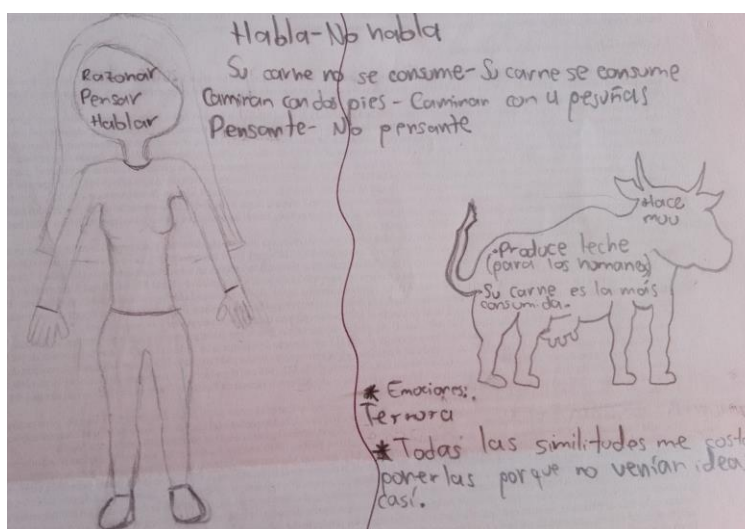 Habla-No habla
Su carne no se consume-Su carne se consume
Caminan con dos pies - Caminan con 4 pesuñas
Pensante- No pensante
Razonar
Pensar
Hablar
Hace
muu
-Produce leche
(para los humanos)
-Su carne es la más
consumida.
* Emociones:
Ternura
*Todas las similitudes me costo
ponerlas porque no venían idea
casí.